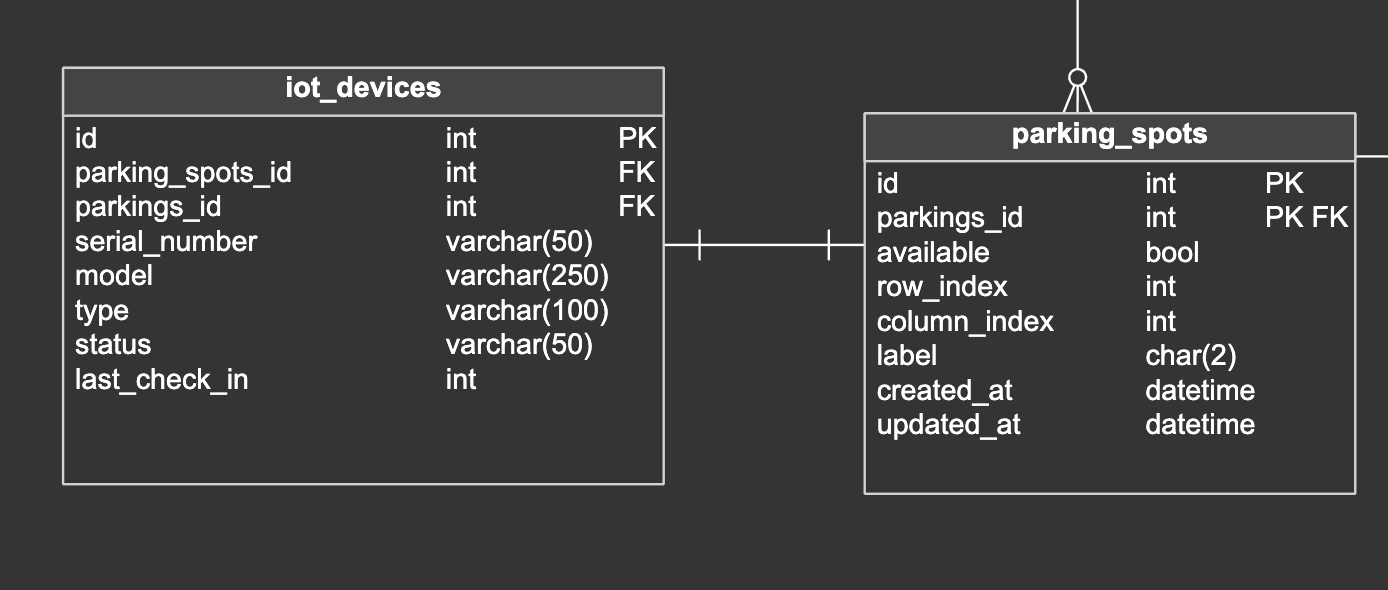 iot_devices
id int PK
parking_spots_id int FK
parkings_id int FK
serial_number varchar(50)
model varchar(250)
type varchar(100)
status varchar(50)
last_check_in int
parking_spots
id int PK
parkings_id int PK FK
available bool
row_index int
column_index int
label char(2)
created_at datetime
updated_at datetime